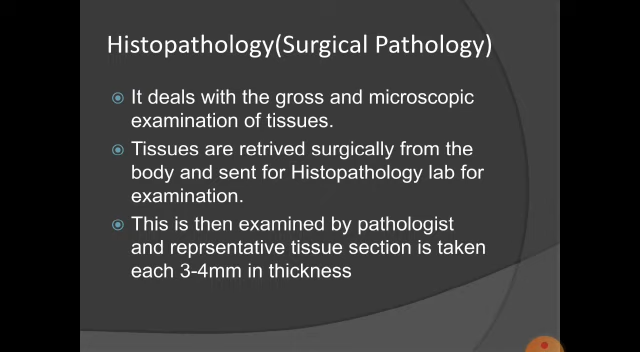 Histopathology(Surgical Pathology)
It deals with the gross and microscopic
examination of tissues.
Tissues are retrived surgically from the
body and sent for Histopathology lab for
examination.
This is then examined by pathologist
and reprsentative tissue section is taken
each 3-4mm in thickness